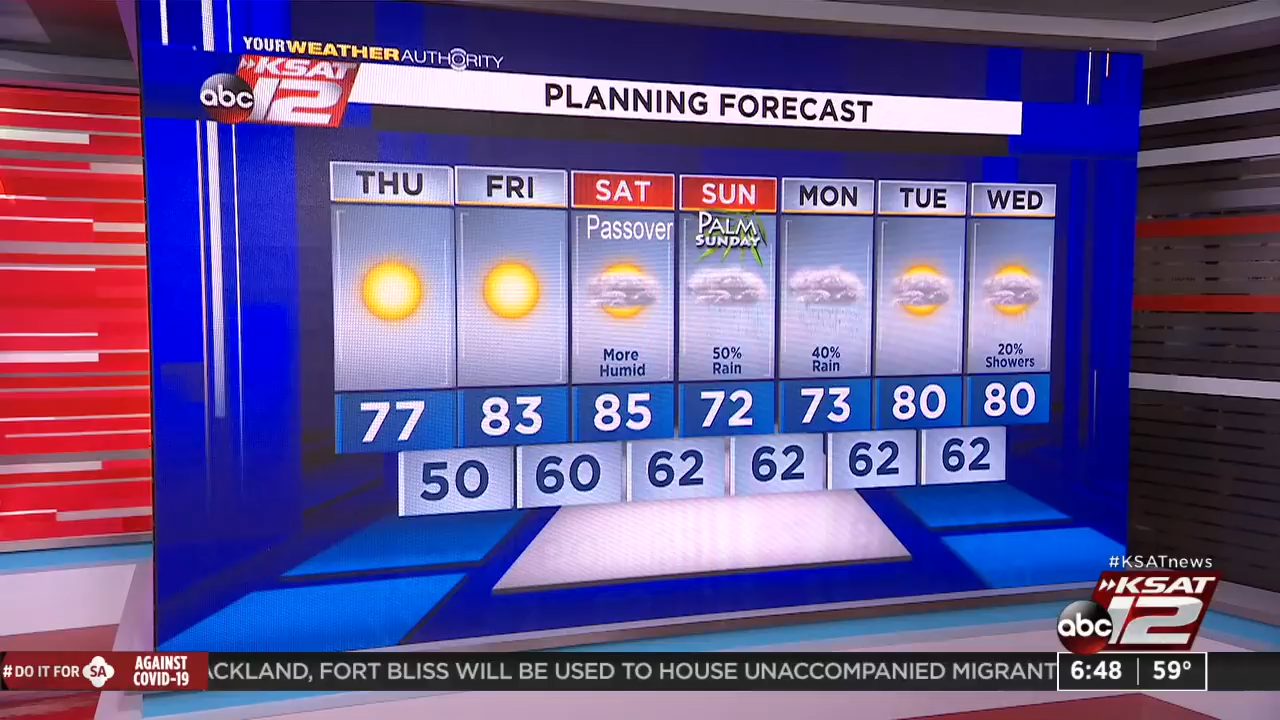 YOURWEATHERAUTHORITY
KSAT
abc 12
PLANNING FORECAST
THU FRI SAT SUN MON TUE WED
Passover
PALM
SUNDAY
More
Humid
50%
Rain
40%
Rain
20%
Showers
77 83 85 72 73 80 80
50 60 62 62 62 62
#KSATnews
KSAT
abc 12
#DO IT FOR SA
AGAINST
COVID-19
ACKLAND, FORT BLISS WILL BE USED TO HOUSE UNACCOMPANIED MIGRANT
6:48 59°